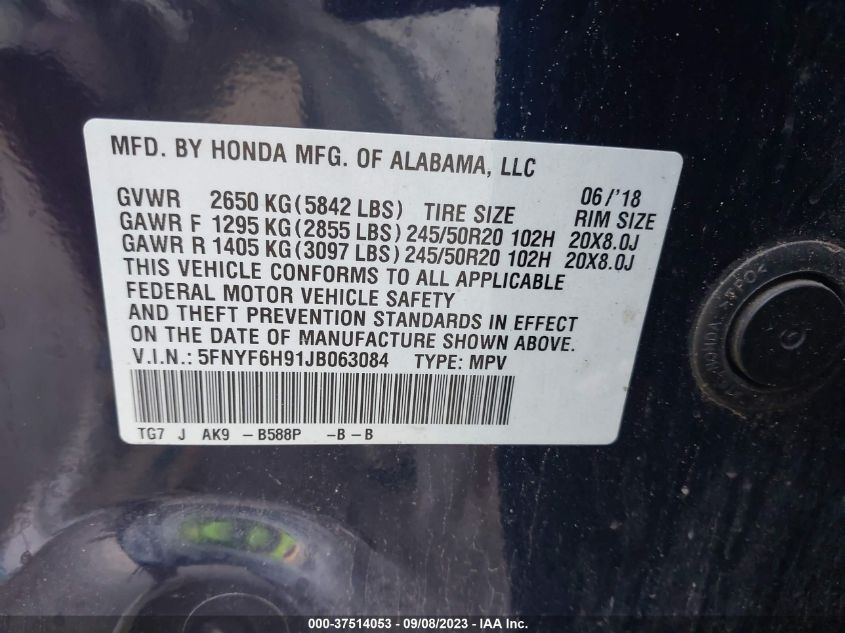 MFD. BY HONDA MFG. OF ALABAMA, LLC
06/'18
GVWR 2650 KG(5842 LBS) TIRE SIZE RIM SIZE
GAWR F 1295 KG(2855 LBS) 245/50R20 102H 20X8.0J
GAWR R 1405 KG(3097 LBS) 245/50R20 102H 20X8.0J
THIS VEHICLE CONFORMS TO ALL APPLICABLE
FEDERAL MOTOR VEHICLE SAFETY
AND THEFT PREVENTION STANDARDS IN EFFECT
ON THE DATE OF MANUFACTURE SHOWN ABOVE.
V.I.N.: 5FNYF6H91JB063084 TYPE: MPV
TG7 J AK9 -B588P -B-B
HONDA
000-37514053 - 09/08/2023 - IAAI INC.